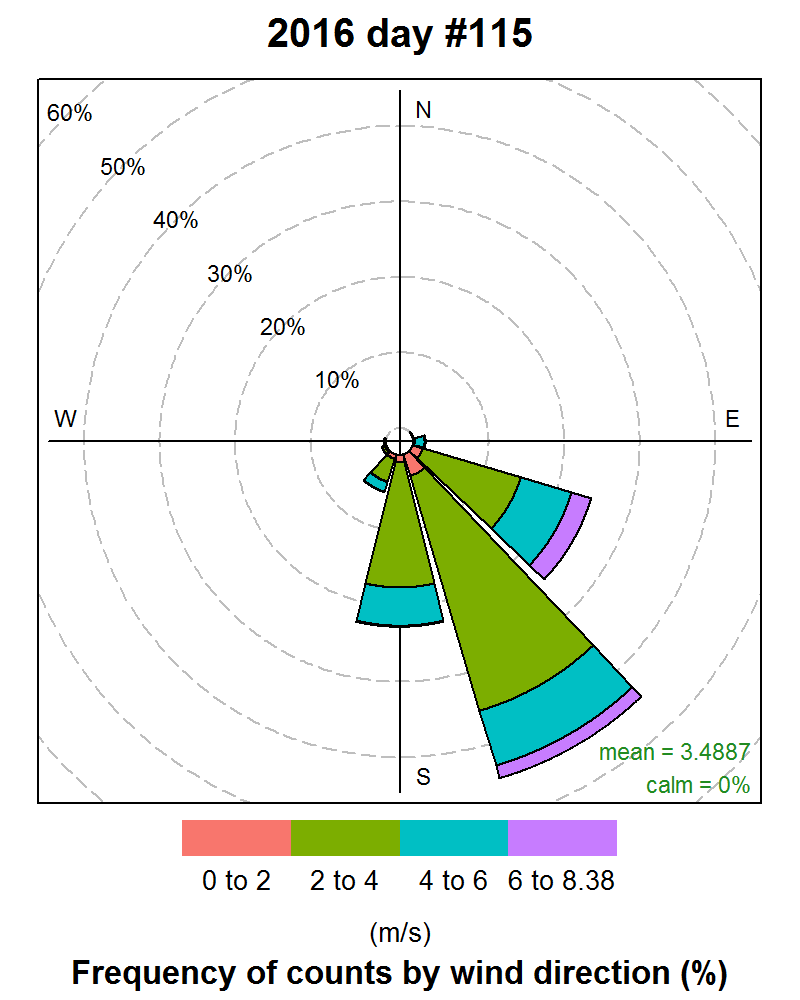 2016 day #115
60%
N
50%
40%
30%
20%
10%
W
E
mean = 3.4887
S
calm = 0%
0 to 2
2 to 4
4 to 6
6 to 8.38
(m/s)
Frequency of counts by wind direction (%)